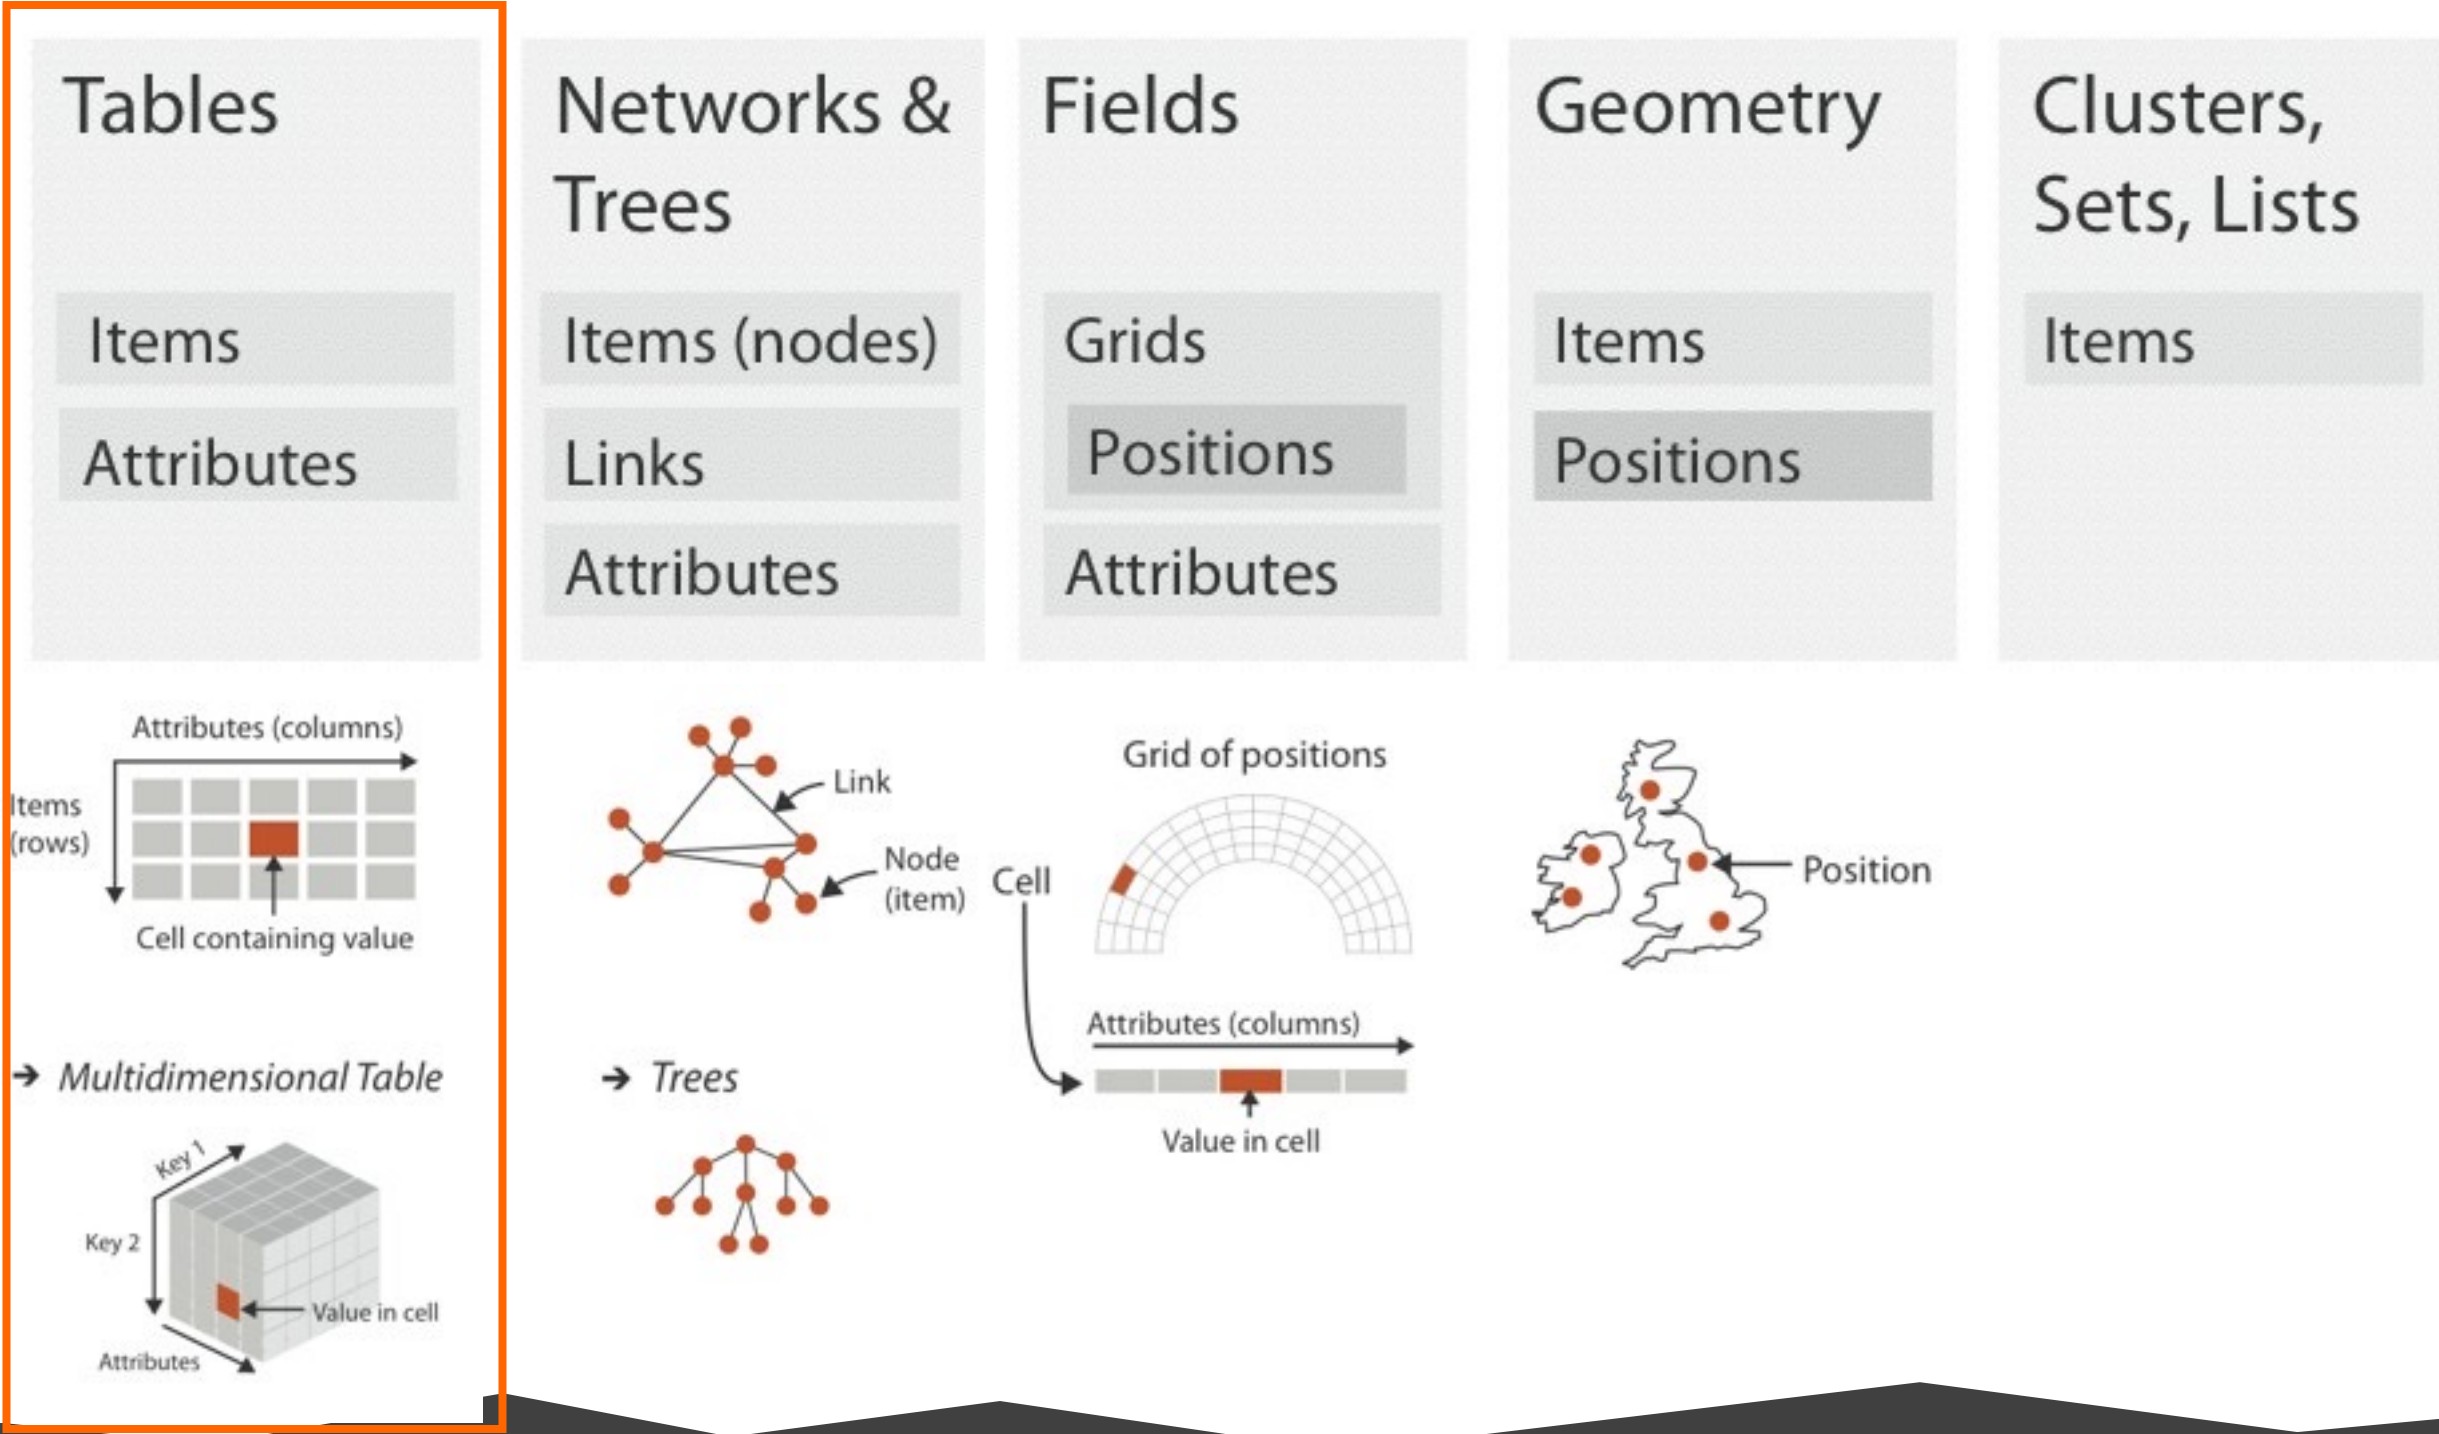 Tables
Items
Attributes
Attributes (columns)
Items
(rows)
Cell containing value
→ Multidimensional Table
Key 1
Key 2
Value in cell
Attributes
Networks &
Trees
Items (nodes)
Links
Attributes
Link
Node
(item)
→ Trees
Fields
Grids
Positions
Attributes
Grid of positions
Cell
Attributes (columns)
Value in cell
Geometry
Items
Positions
Position
Clusters,
Sets, Lists
Items